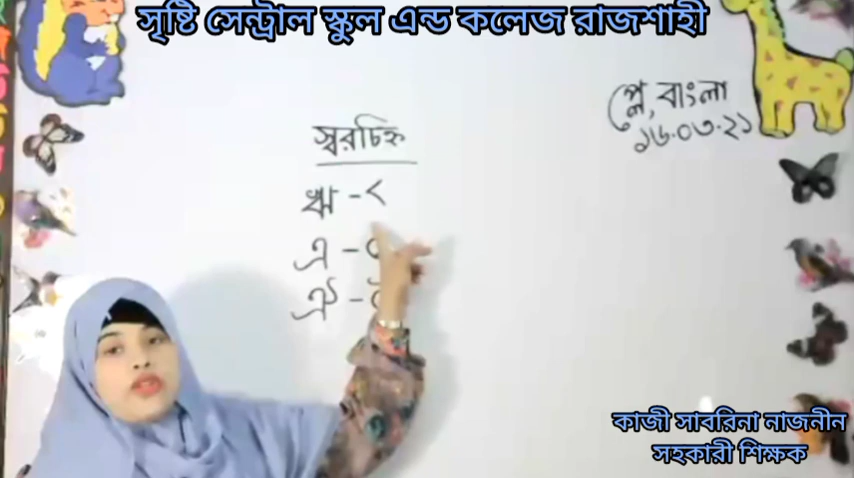 সৃষ্টি সেন্ট্রাল স্কুল এন্ড কলেজ রাজশাহী
প্লে, বাংলা
১৬.০৩.২১
স্বরচিহ্ন
ঋ - ৃ
এ - ে
ঐ - ৈ
কাজী সাবরিনা নাজনীন
সহকারী শিক্ষক